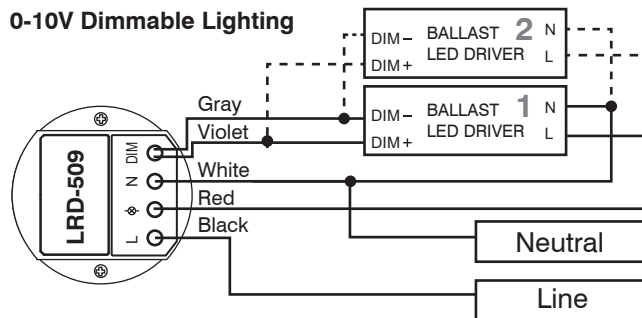 0-10V Dimmable Lighting
DIM – BALLAST 2 N
DIM + LED DRIVER L
DIM – BALLAST 1 N
DIM + LED DRIVER L
Gray
Violet
White
Red
Black
LRD-509
DIM
N
L
Neutral
Line